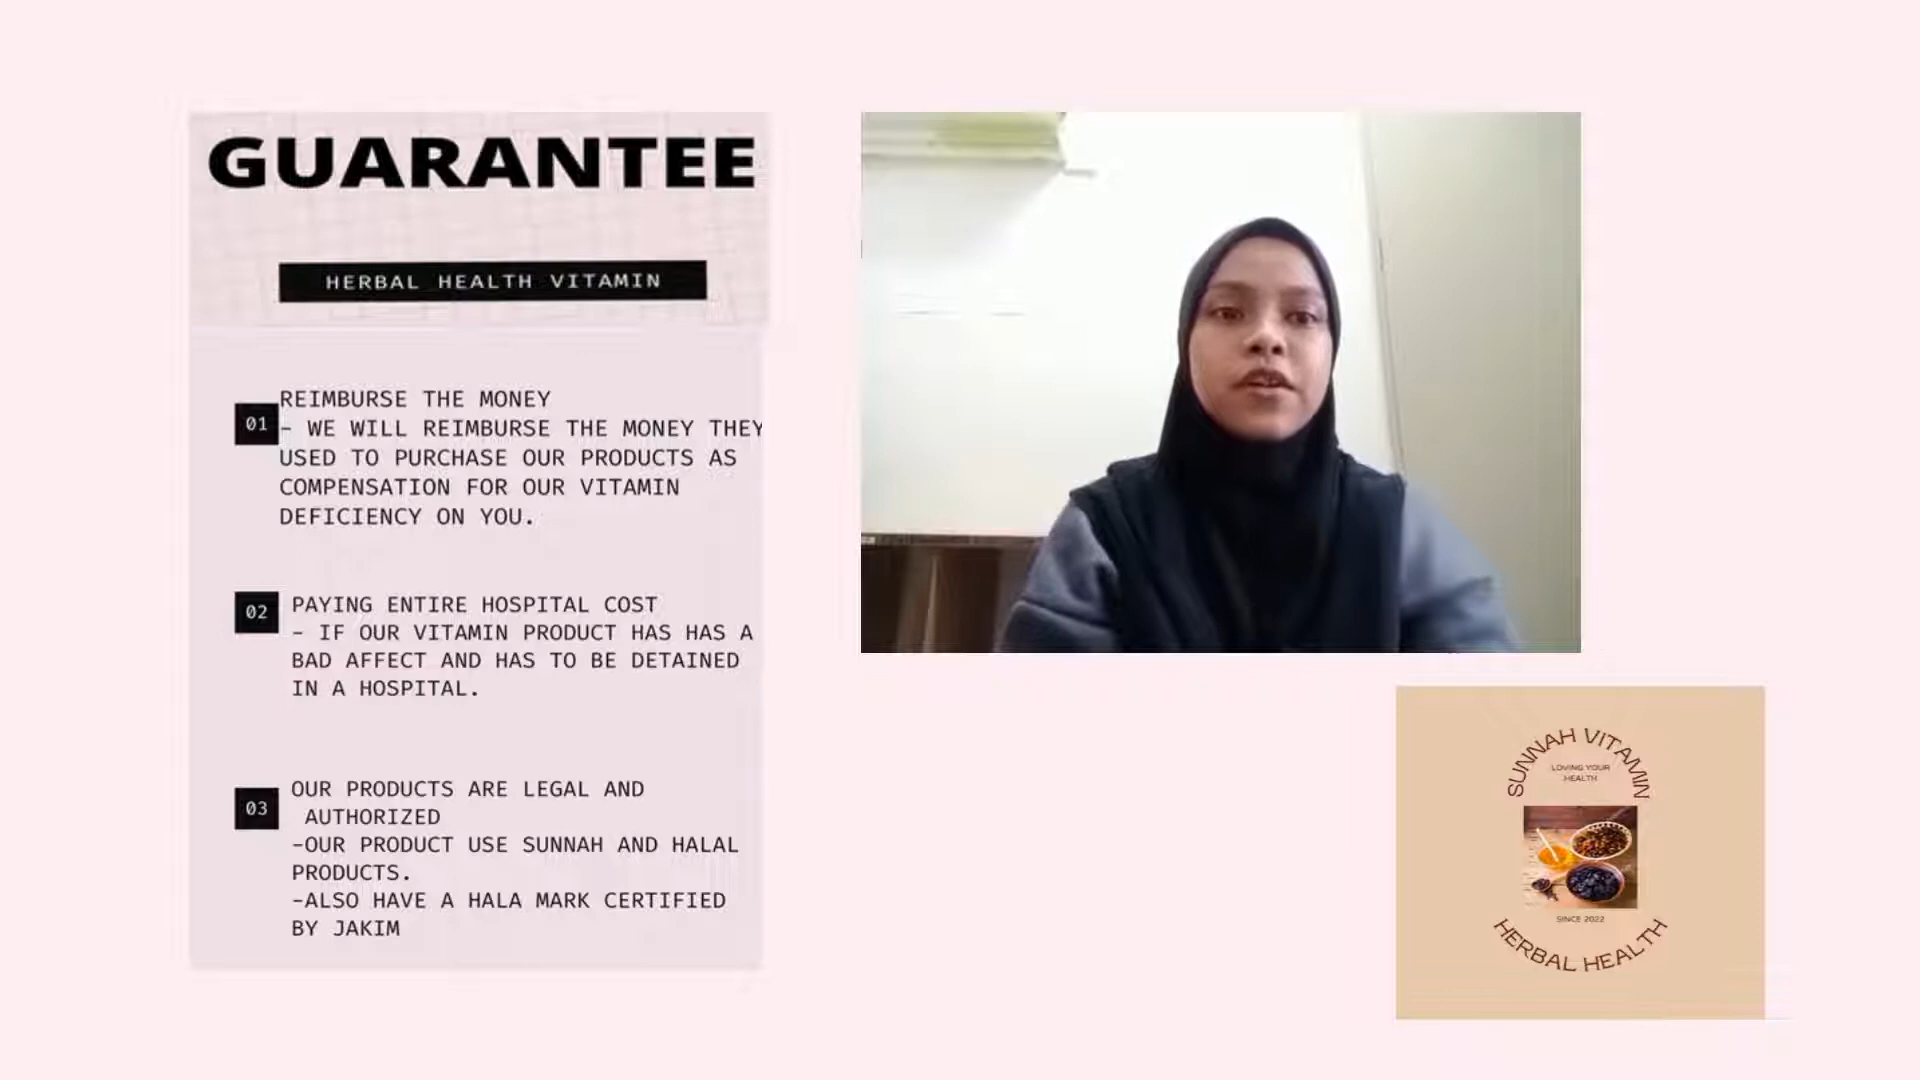 GUARANTEE
HERBAL HEALTH VITAMIN
01
REIMBURSE THE MONEY
- WE WILL REIMBURSE THE MONEY THEY
USED TO PURCHASE OUR PRODUCTS AS
COMPENSATION FOR OUR VITAMIN
DEFICIENCY ON YOU.
02
PAYING ENTIRE HOSPITAL COST
- IF OUR VITAMIN PRODUCT HAS HAS A
BAD AFFECT AND HAS TO BE DETAINED
IN A HOSPITAL.
03
OUR PRODUCTS ARE LEGAL AND
AUTHORIZED
-OUR PRODUCT USE SUNNAH AND HALAL
PRODUCTS.
-ALSO HAVE A HALA MARK CERTIFIED
BY JAKIM
SUNNAH VITAMIN
LOVING YOUR
HEALTH
SINCE 2022
HERBAL HEALTH